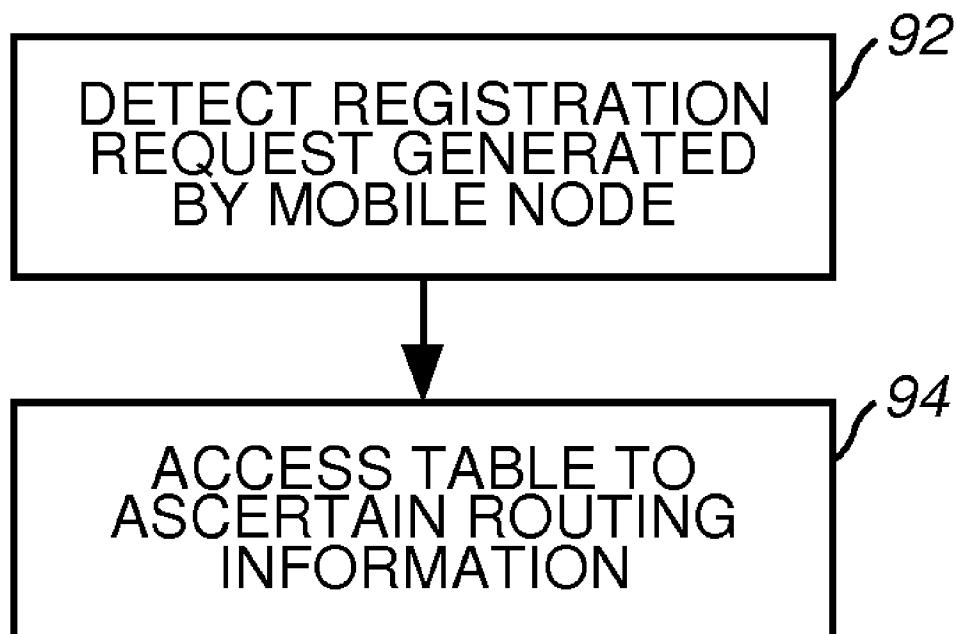 92
DETECT REGISTRATION
REQUEST GENERATED
BY MOBILE NODE
94
ACCESS TABLE TO
ASCERTAIN ROUTING
INFORMATION